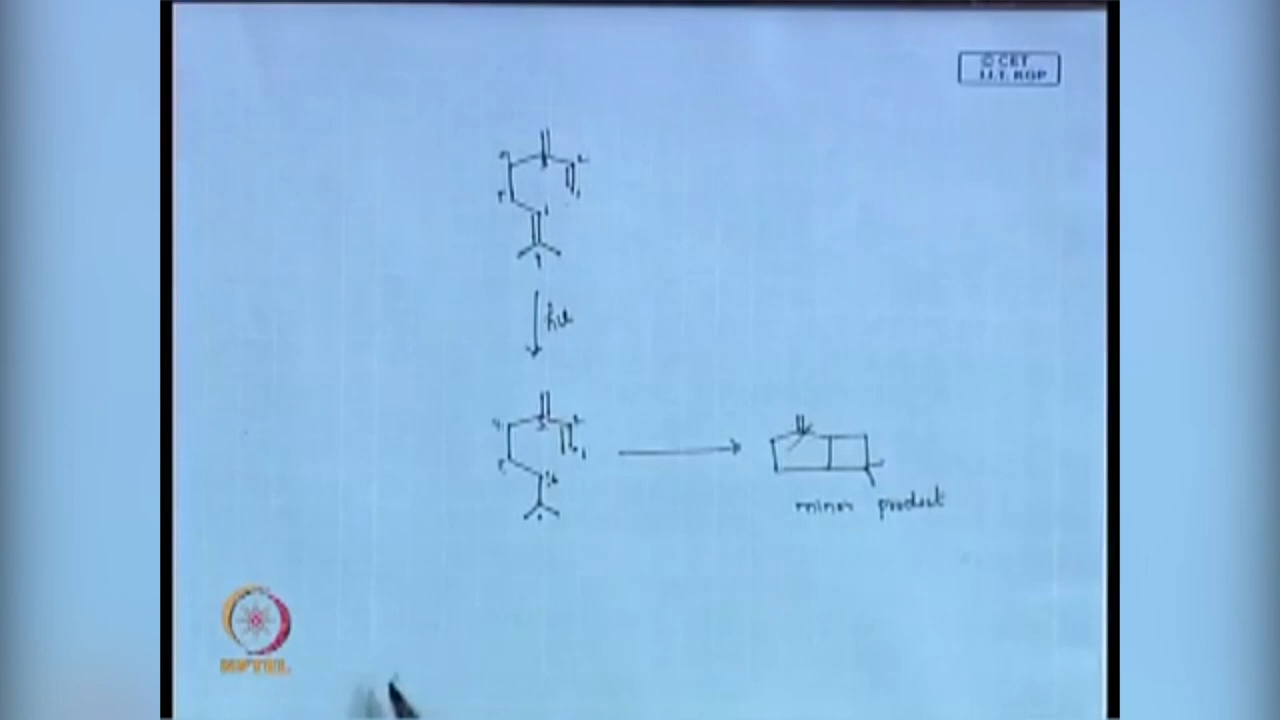 © CET
I.I.T. KGP
hν
minor product
NPTEL